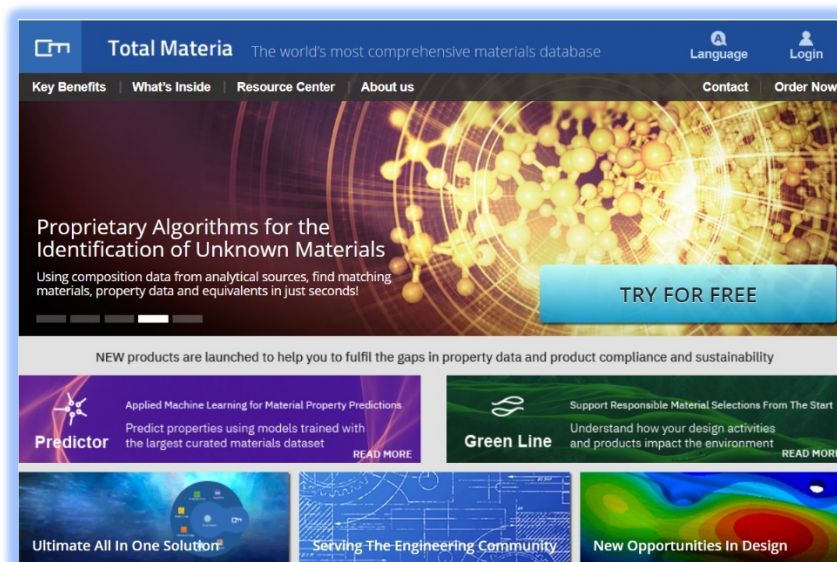 Total Materia The world's most comprehensive materials database
Language
Login
Key Benefits What's Inside Resource Center About us Contact Order Now
Proprietary Algorithms for the
Identification of Unknown Materials
Using composition data from analytical sources, find matching
materials, property data and equivalents in just seconds!
TRY FOR FREE
NEW products are launched to help you to fulfil the gaps in property data and product compliance and sustainability
Predictor
Applied Machine Learning for Material Property Predictions
Predict properties using models trained with
the largest curated materials dataset
READ MORE
Green Line
Support Responsible Material Selections From The Start
Understand how your design activities
and products impact the environment
READ MORE
Ultimate All In One Solution
Serving The Engineering Community
New Opportunities In Design